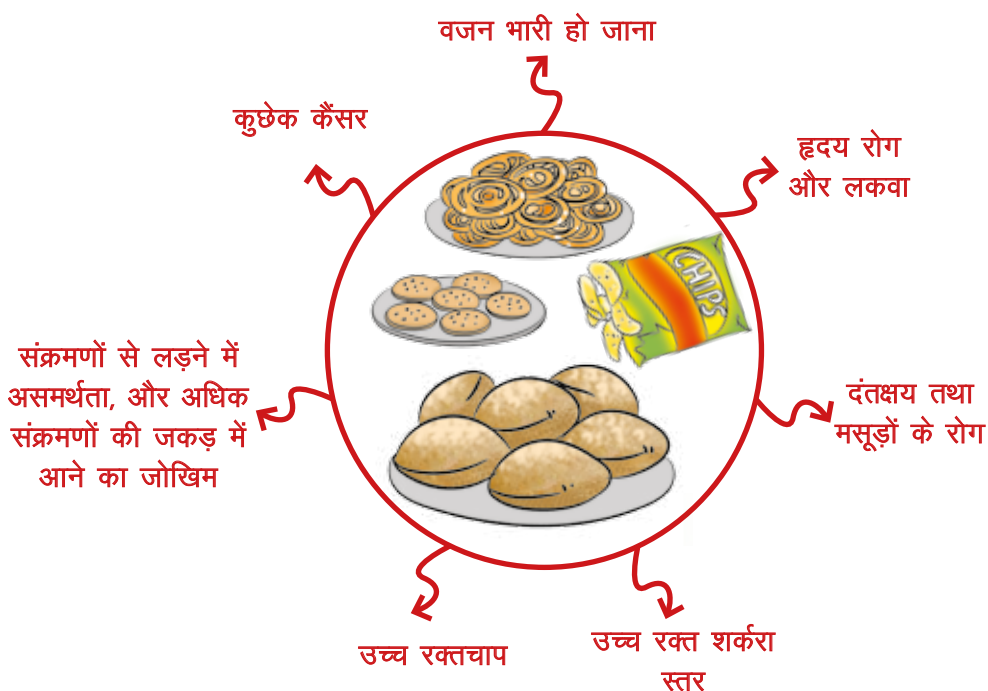 वजन भारी हो जाना
कुछेक कैंसर
हृदय रोग
और लकवा
CHIPS
संक्रमणों से लड़ने में
असमर्थता, और अधिक
संक्रमणों की जकड़ में
आने का जोखिम
दंतक्षय तथा
मसूड़ों के रोग
उच्च रक्तचाप
उच्च रक्त शर्करा
स्तर